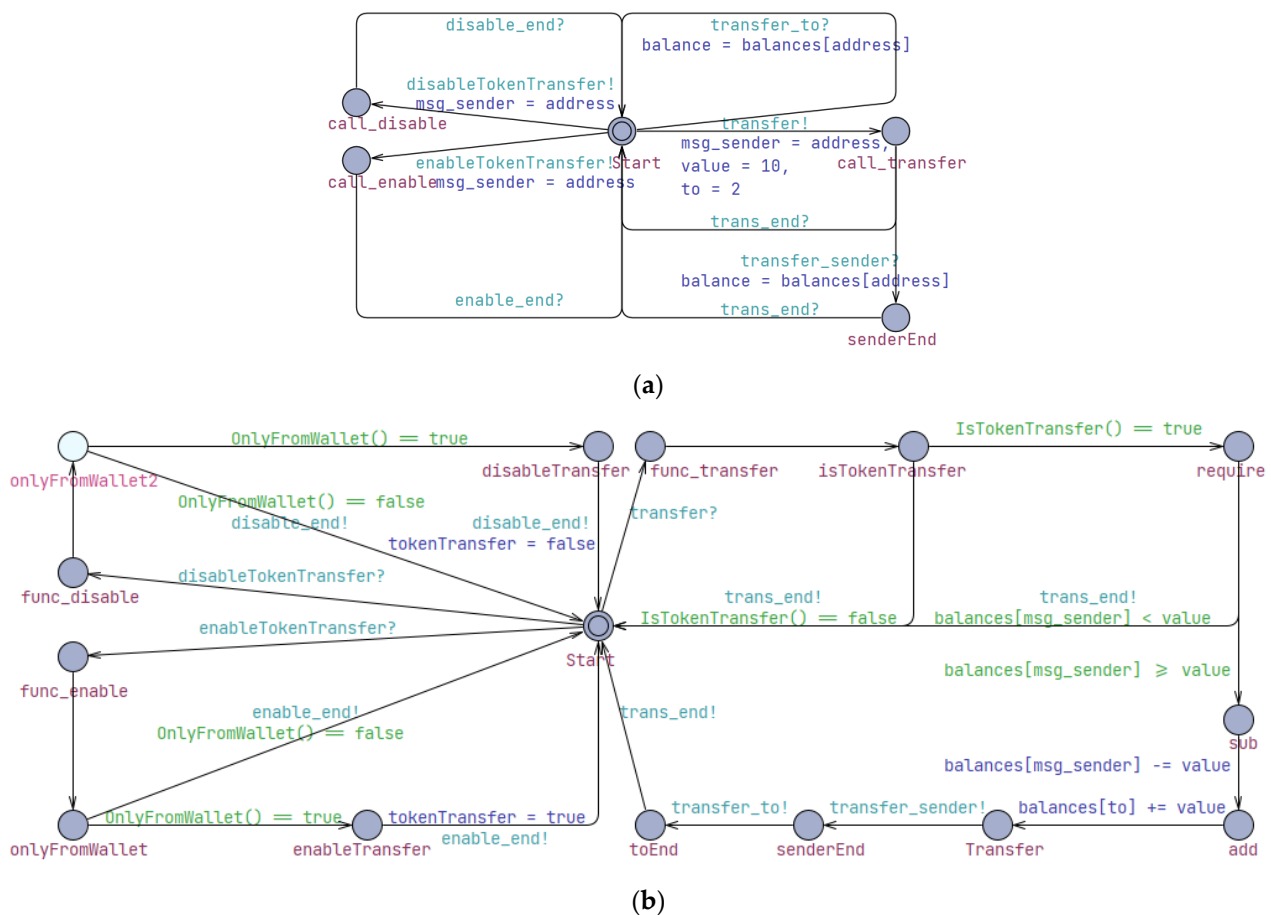 disable_end?
transfer_to?
balance = balances[address]
disableTokenTransfer!
msg_sender = address
call_disable
transfer!
enableTokenTransfer!
Start
msg_sender = address,
value = 10,
to = 2
call_transfer
call_enable
msg_sender = address
trans_end?
transfer_sender?
balance = balances[address]
enable_end?
trans_end?
senderEnd
(a)
OnlyFromWallet() == true
IsTokenTransfer() == true
onlyFromWallet2
disableTransfer
func_transfer
isTokenTransfer
require
OnlyFromWallet() == false
disable_end!
disable_end!
tokenTransfer = false
transfer?
disableTokenTransfer?
func_disable
trans_end!
IsTokenTransfer() == false
trans_end!
balances[msg_sender] < value
enableTokenTransfer?
Start
func_enable
balances[msg_sender] ⩾ value
enable_end!
OnlyFromWallet() == false
trans_end!
sub
balances[msg_sender] -= value
OnlyFromWallet() == true
tokenTransfer = true
enable_end!
transfer_to!
transfer_sender!
balances[to] += value
onlyFromWallet
enableTransfer
toEnd
senderEnd
Transfer
add
(b)